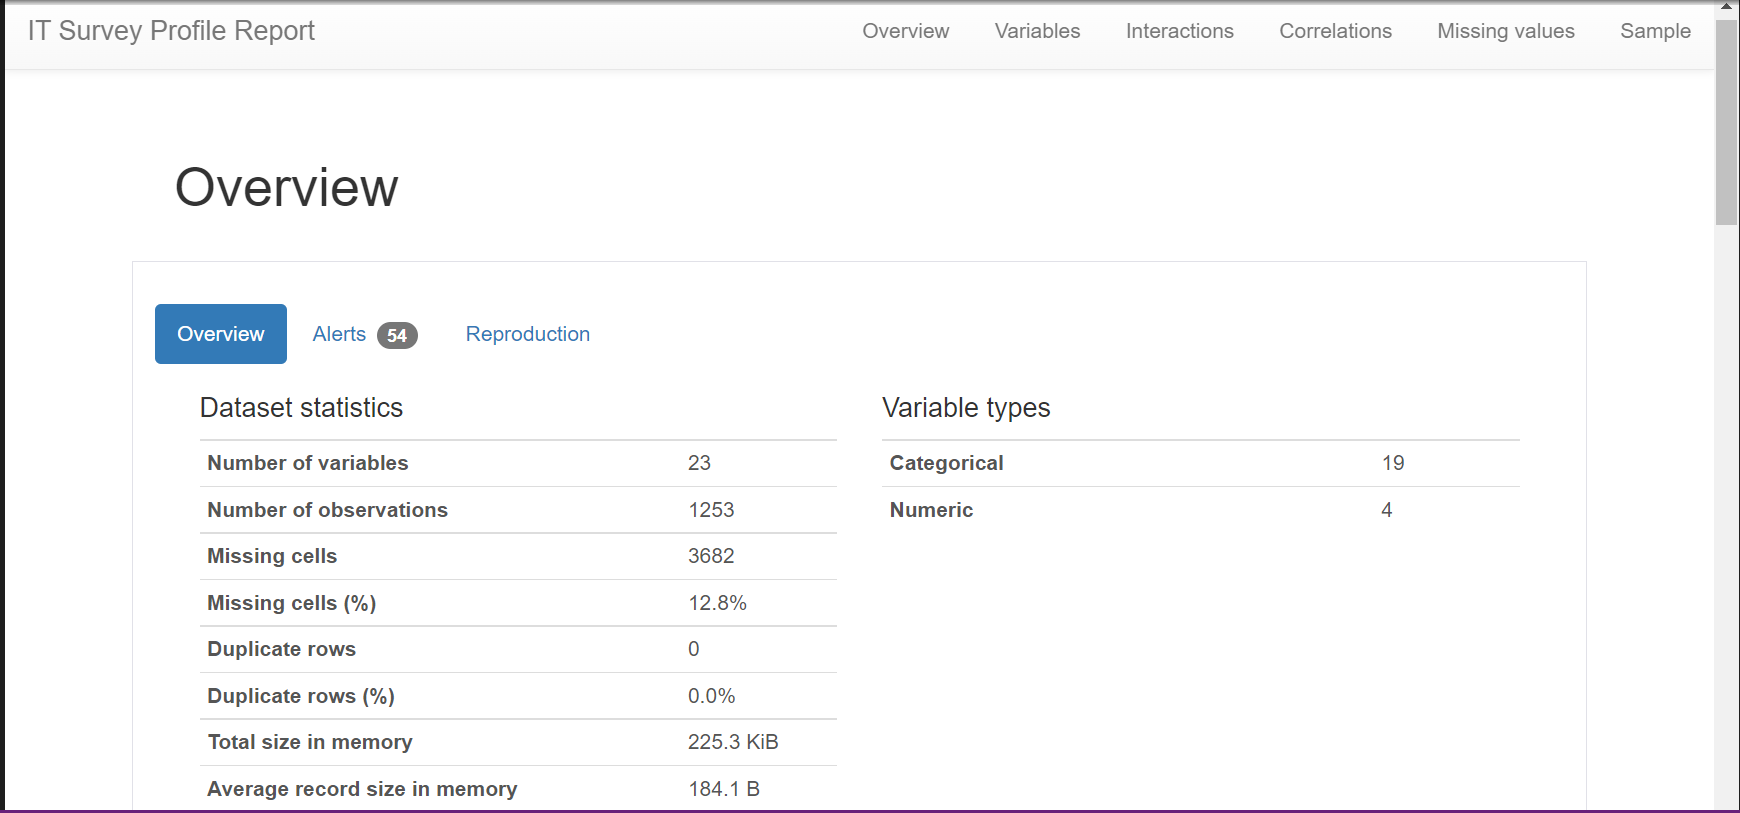 IT Survey Profile Report
Overview Variables Interactions Correlations Missing values Sample
Overview
Overview Alerts 54 Reproduction
Dataset statistics
Number of variables 23
Number of observations 1253
Missing cells 3682
Missing cells (%) 12.8%
Duplicate rows 0
Duplicate rows (%) 0.0%
Total size in memory 225.3 KiB
Average record size in memory 184.1 B
Variable types
Categorical 19
Numeric 4